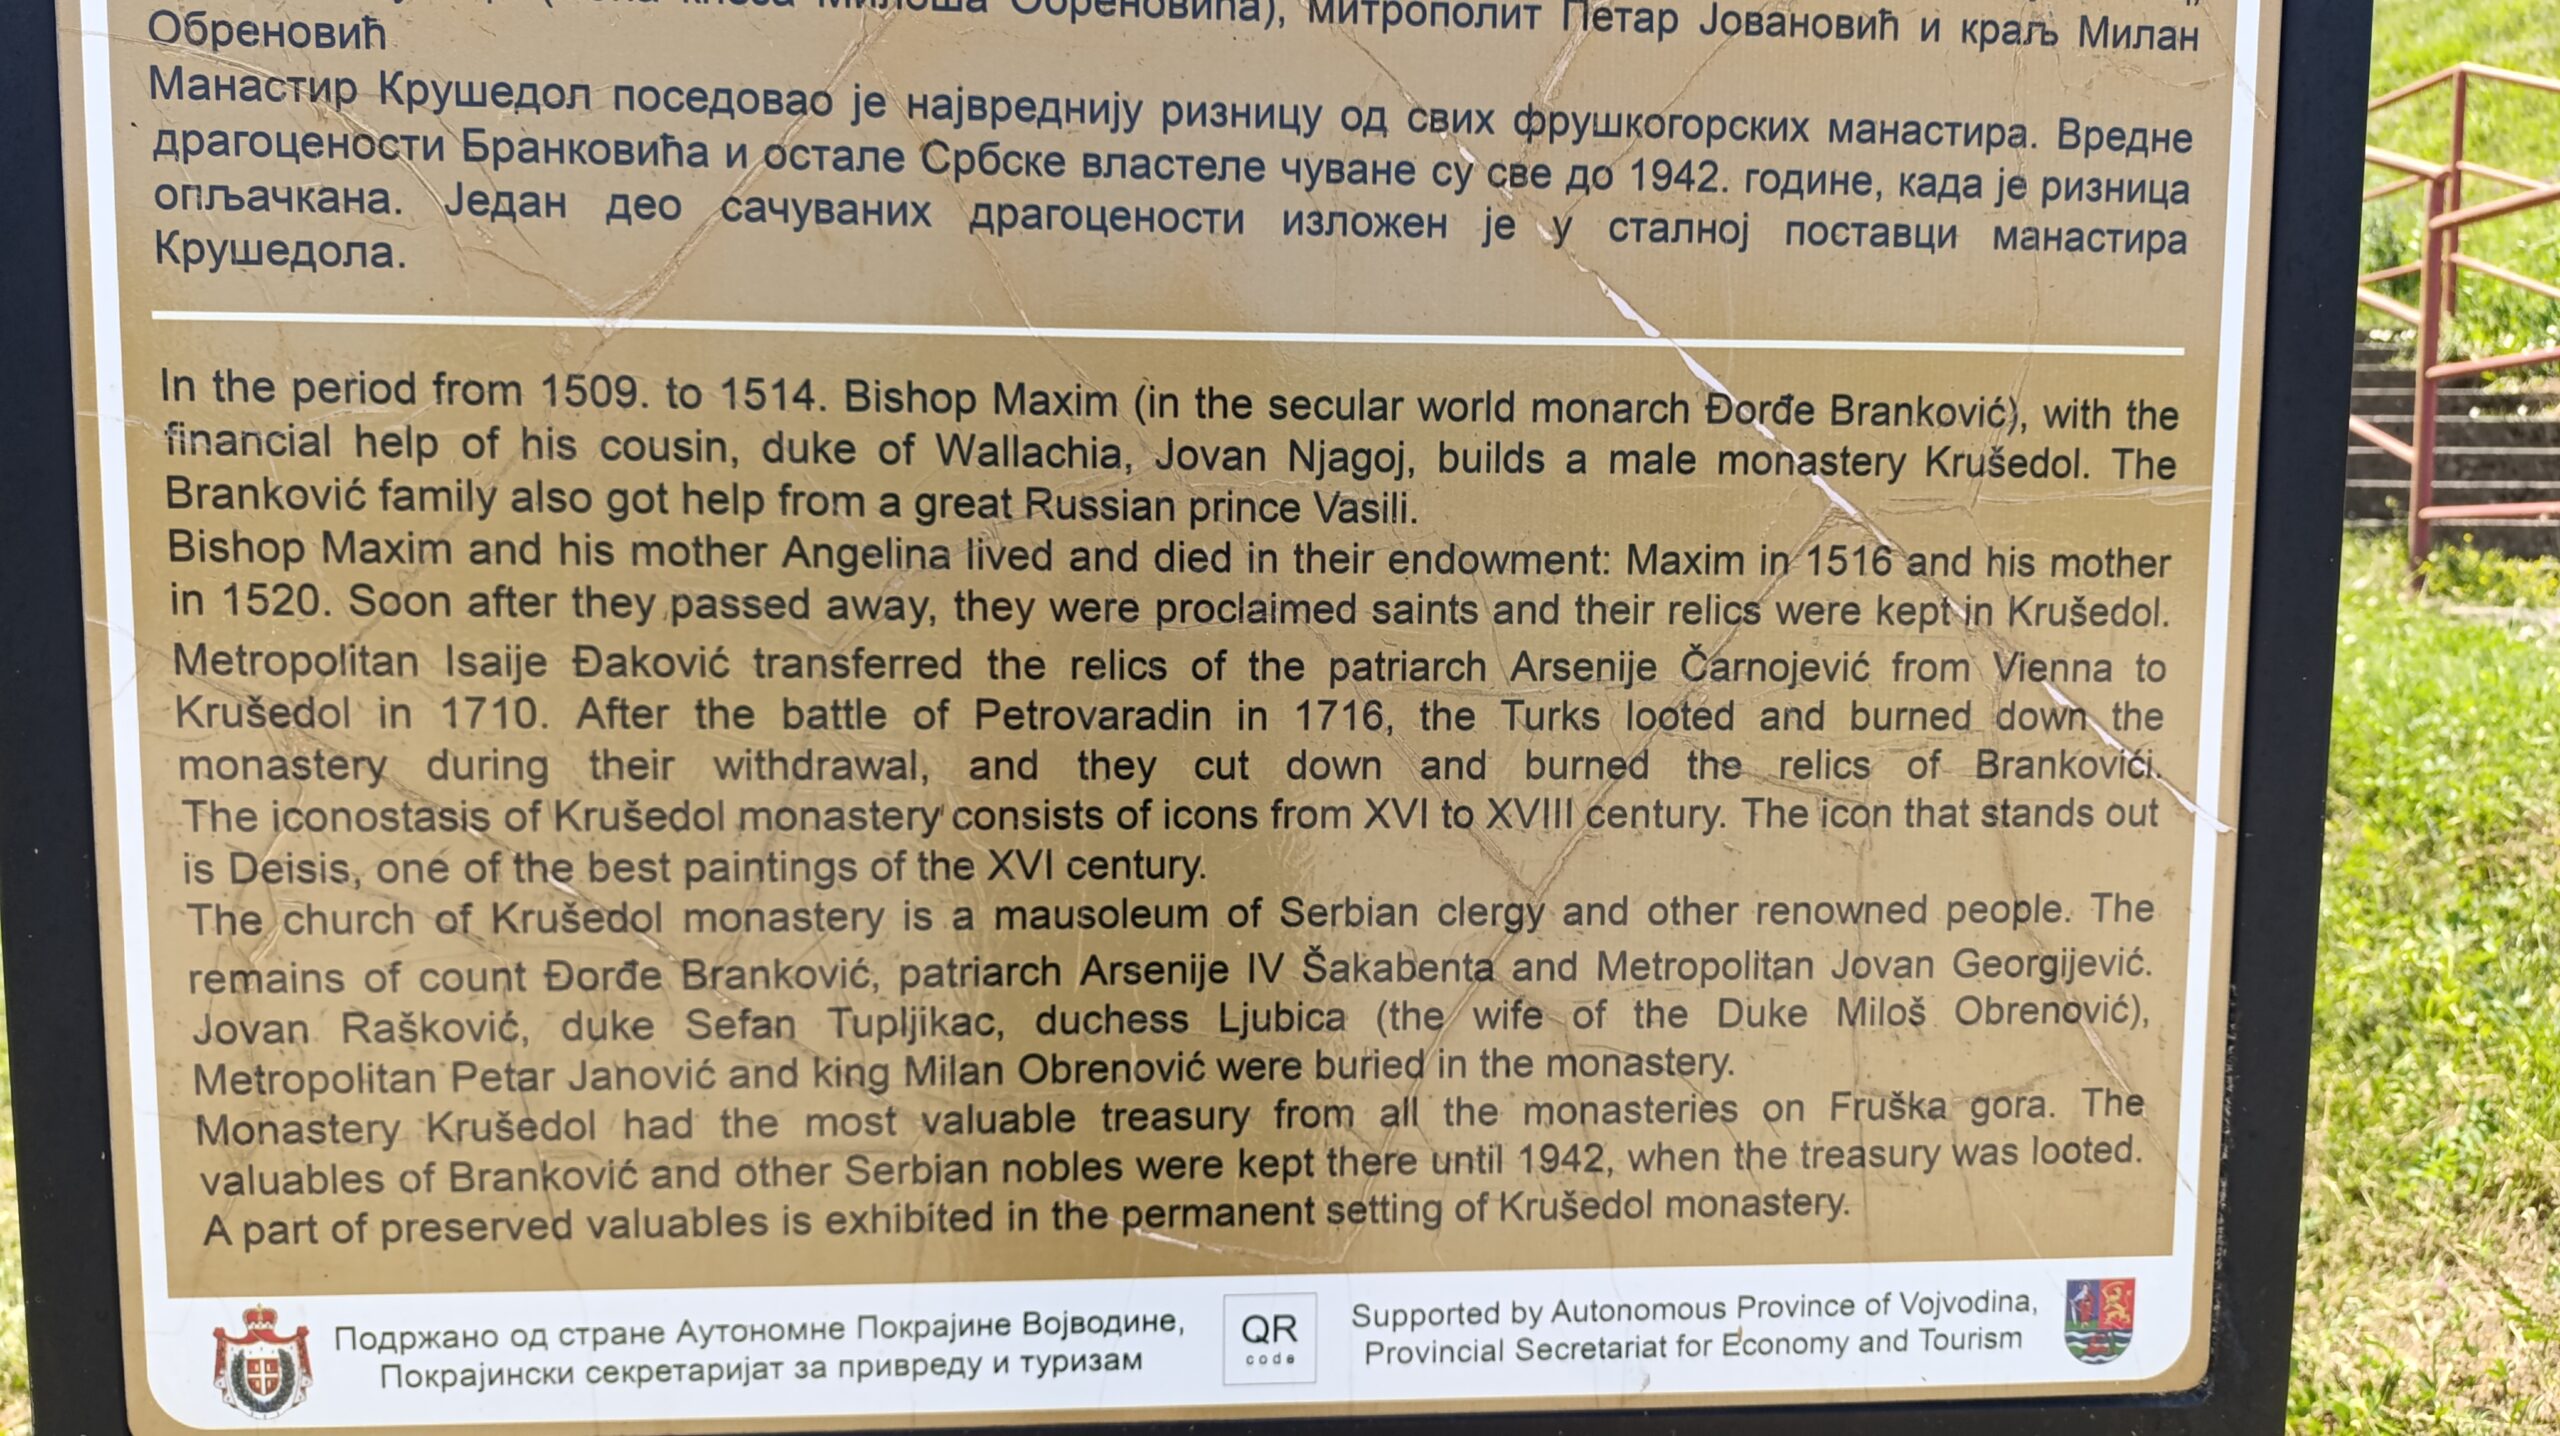 Милоша Обреновића), митрополит Петар Јовановић и краљ Милан
Обреновић
Манастир Крушедол поседовао је највреднију ризницу од свих фрушкогорских манастира. Вредне
драгоцености Бранковића и остале Србске властеле чуване су све до 1942. године, када је ризница
опљачкана. Један део сачуваних драгоцености изложен је у сталној поставци манастира
Крушедола.
In the period from 1509. to 1514. Bishop Maxim (in the secular world monarch Đorđe Branković), with the
financial help of his cousin, duke of Wallachia, Jovan Njagoj, builds a male monastery Krušedol. The
Branković family also got help from a great Russian prince Vasili.
Bishop Maxim and his mother Angelina lived and died in their endowment: Maxim in 1516 and his mother
in 1520. Soon after they passed away, they were proclaimed saints and their relics were kept in Krušedol.
Metropolitan Isaije Đaković transferred the relics of the patriarch Arsenije Čarnojević from Vienna to
Krušedol in 1710. After the battle of Petrovaradin in 1716, the Turks looted and burned down the
monastery during their withdrawal, and they cut down and burned the relics of Brankovići.
The iconostasis of Krušedol monastery consists of icons from XVI to XVIII century. The icon that stands out
is Deisis, one of the best paintings of the XVI century.
The church of Krušedol monastery is a mausoleum of Serbian clergy and other renowned people. The
remains of count Đorđe Branković, patriarch Arsenije IV Šakabenta and Metropolitan Jovan Georgijević.
Jovan Rašković, duke Sefan Tupljikac, duchess Ljubica (the wife of the Duke Miloš Obrenović),
Metropolitan Petar Janović and king Milan Obrenović were buried in the monastery.
Monastery Krušedol had the most valuable treasury from all the monasteries on Fruška gora. The
valuables of Branković and other Serbian nobles were kept there until 1942, when the treasury was looted.
A part of preserved valuables is exhibited in the permanent setting of Krušedol monastery.
Подржано од стране Аутономне Покрајине Војводине,
Покрајински секретаријат за привреду и туризам
QR
code
Supported by Autonomous Province of Vojvodina,
Provincial Secretariat for Economy and Tourism